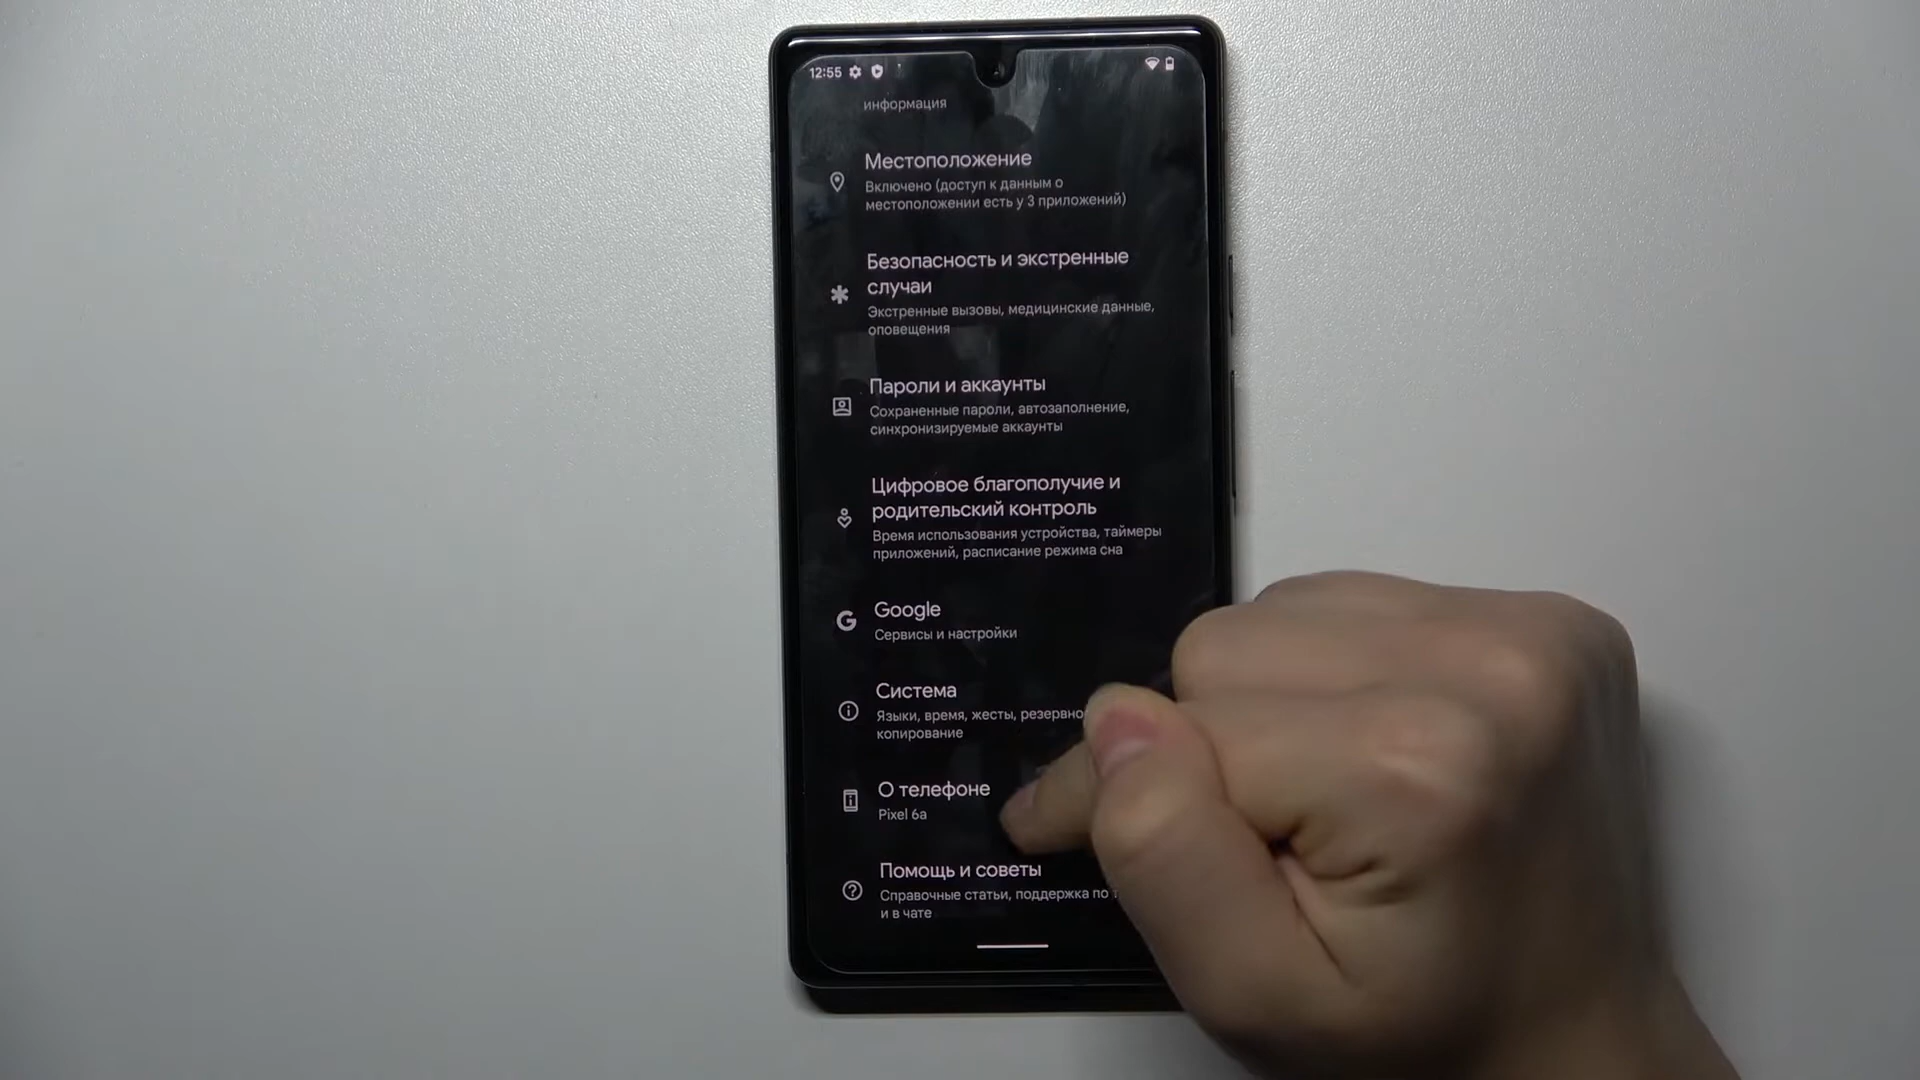 12:55
информация
Местоположение
Включено (доступ к данным о
местоположении есть у 3 приложений)
Безопасность и экстренные
случаи
Экстренные вызовы, медицинские данные,
оповещения
Пароли и аккаунты
Сохраненные пароли, автозаполнение,
синхронизируемые аккаунты
Цифровое благополучие и
родительский контроль
Время использования устройства, таймеры
приложений, расписание режима сна
Google
Сервисы и настройки
Система
Языки, время, жесты, резервно
копирование
О телефоне
Pixel 6a
Помощь и советы
Справочные статьи, поддержка по
и в чате